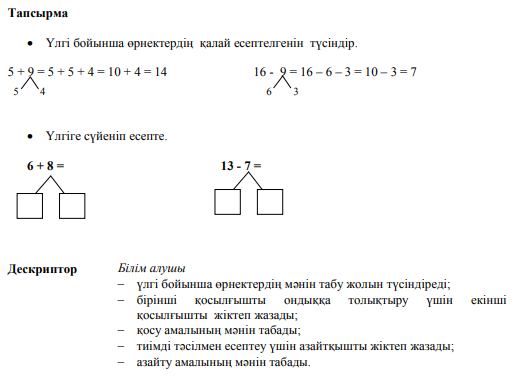 Тапсырма
• Үлгі бойынша өрнектердің қалай есептелгенін түсіндір.
5 + 9 = 5 + 5 + 4 = 10 + 4 = 14
16 - 9 = 16 – 6 – 3 = 10 – 3 = 7
5 4
6 3
• Үлгіге сүйеніп есепте.
6 + 8 =
13 - 7 =
Дескриптор
Білім алушы
– үлгі бойынша өрнектердің мәнін табу жолын түсіндіреді;
– бірінші қосылғышты ондыққа толықтыру үшін екінші
қосылғышты жіктеп жазады;
– қосу амалының мәнін табады;
– тиімді тәсілмен есептеу үшін азайтқышты жіктеп жазады;
– азайту амалының мәнін табады.